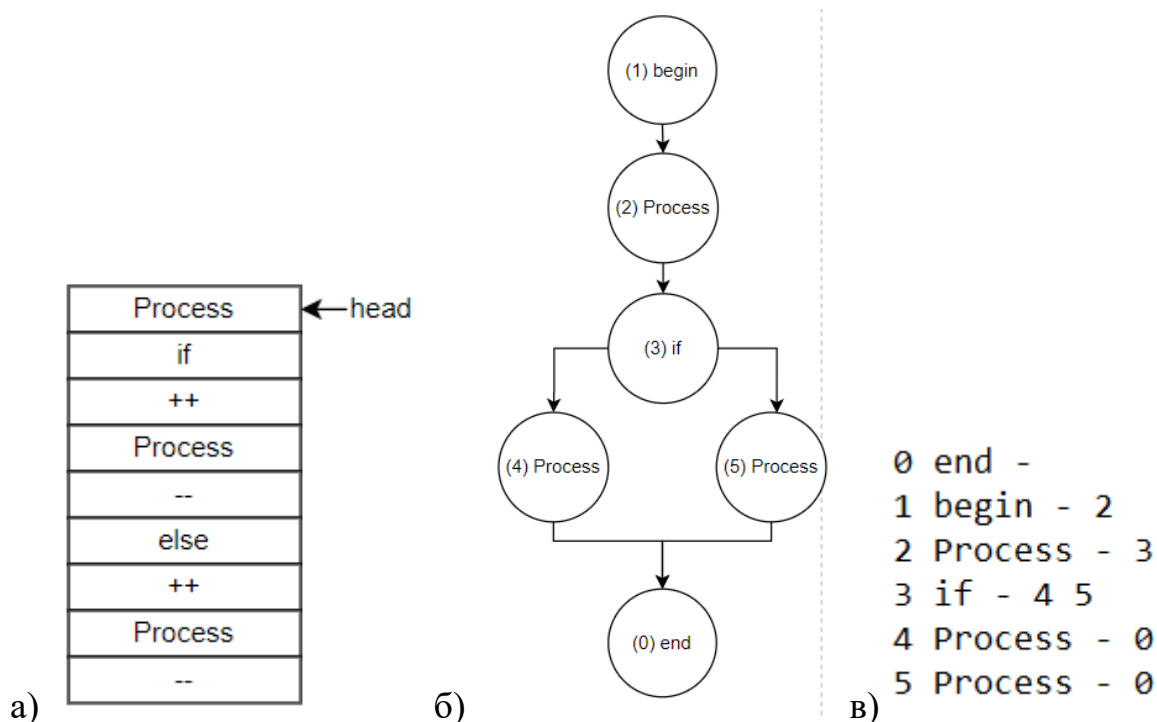 Process
head
if
++
Process
--
else
++
Process
--
а)
(1) begin
(2) Process
(3) if
(4) Process
(5) Process
(0) end
б)
0 end -
1 begin - 2
2 Process - 3
3 if - 4 5
4 Process - 0
5 Process - 0
в)